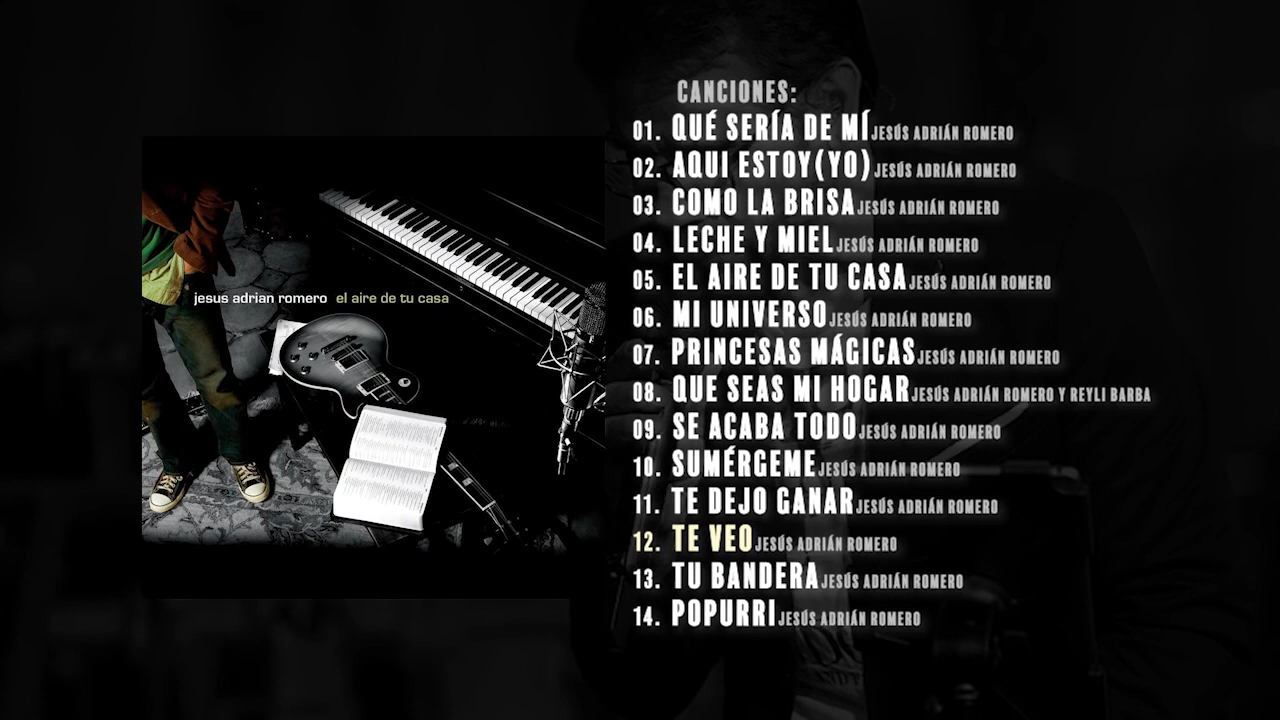 jesus adrian romero el aire de tu casa
CANCIONES:
01. QUÉ SERÍA DE MÍ JESÚS ADRIÁN ROMERO
02. AQUI ESTOY(YO) JESÚS ADRIÁN ROMERO
03. COMO LA BRISA JESÚS ADRIÁN ROMERO
04. LECHE Y MIEL JESÚS ADRIÁN ROMERO
05. EL AIRE DE TU CASA JESÚS ADRIÁN ROMERO
06. MI UNIVERSO JESÚS ADRIÁN ROMERO
07. PRINCESAS MÁGICAS JESÚS ADRIÁN ROMERO
08. QUE SEAS MI HOGAR JESÚS ADRIÁN ROMERO Y REYLI BARBA
09. SE ACABA TODO JESÚS ADRIÁN ROMERO
10. SUMÉRGEME JESÚS ADRIÁN ROMERO
11. TE DEJO GANAR JESÚS ADRIÁN ROMERO
12. TE VEO JESÚS ADRIÁN ROMERO
13. TU BANDERA JESÚS ADRIÁN ROMERO
14. POPURRI JESÚS ADRIÁN ROMERO